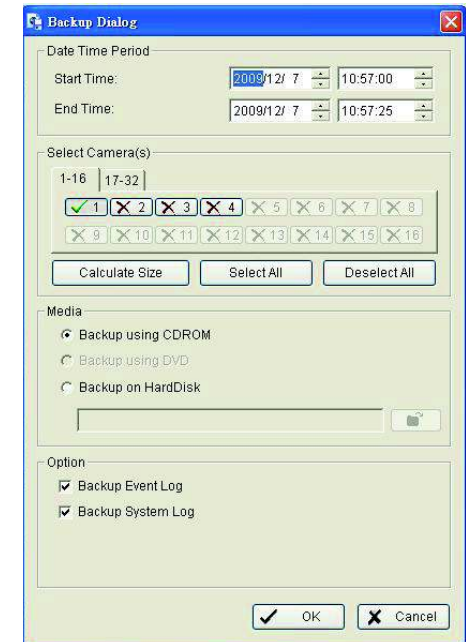 Backup Dialog
Date Time Period
Start Time: 2009/12/ 7 10:57:00
End Time: 2009/12/ 7 10:57:25
Select Camera(s)
1-16 17-32
1 2 3 4 5 6 7 8
9 10 11 12 13 14 15 16
Calculate Size Select All Deselect All
Media
Backup using CDROM
Backup using DVD
Backup on HardDisk
Option
Backup Event Log
Backup System Log
OK Cancel